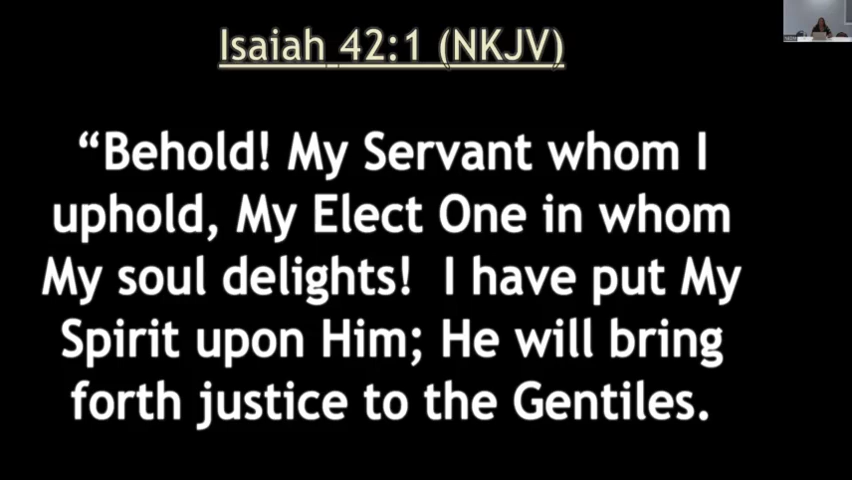 Isaiah 42:1 (NKJV)
“Behold! My Servant whom I
uphold, My Elect One in whom
My soul delights!  I have put My
Spirit upon Him; He will bring
forth justice to the Gentiles.